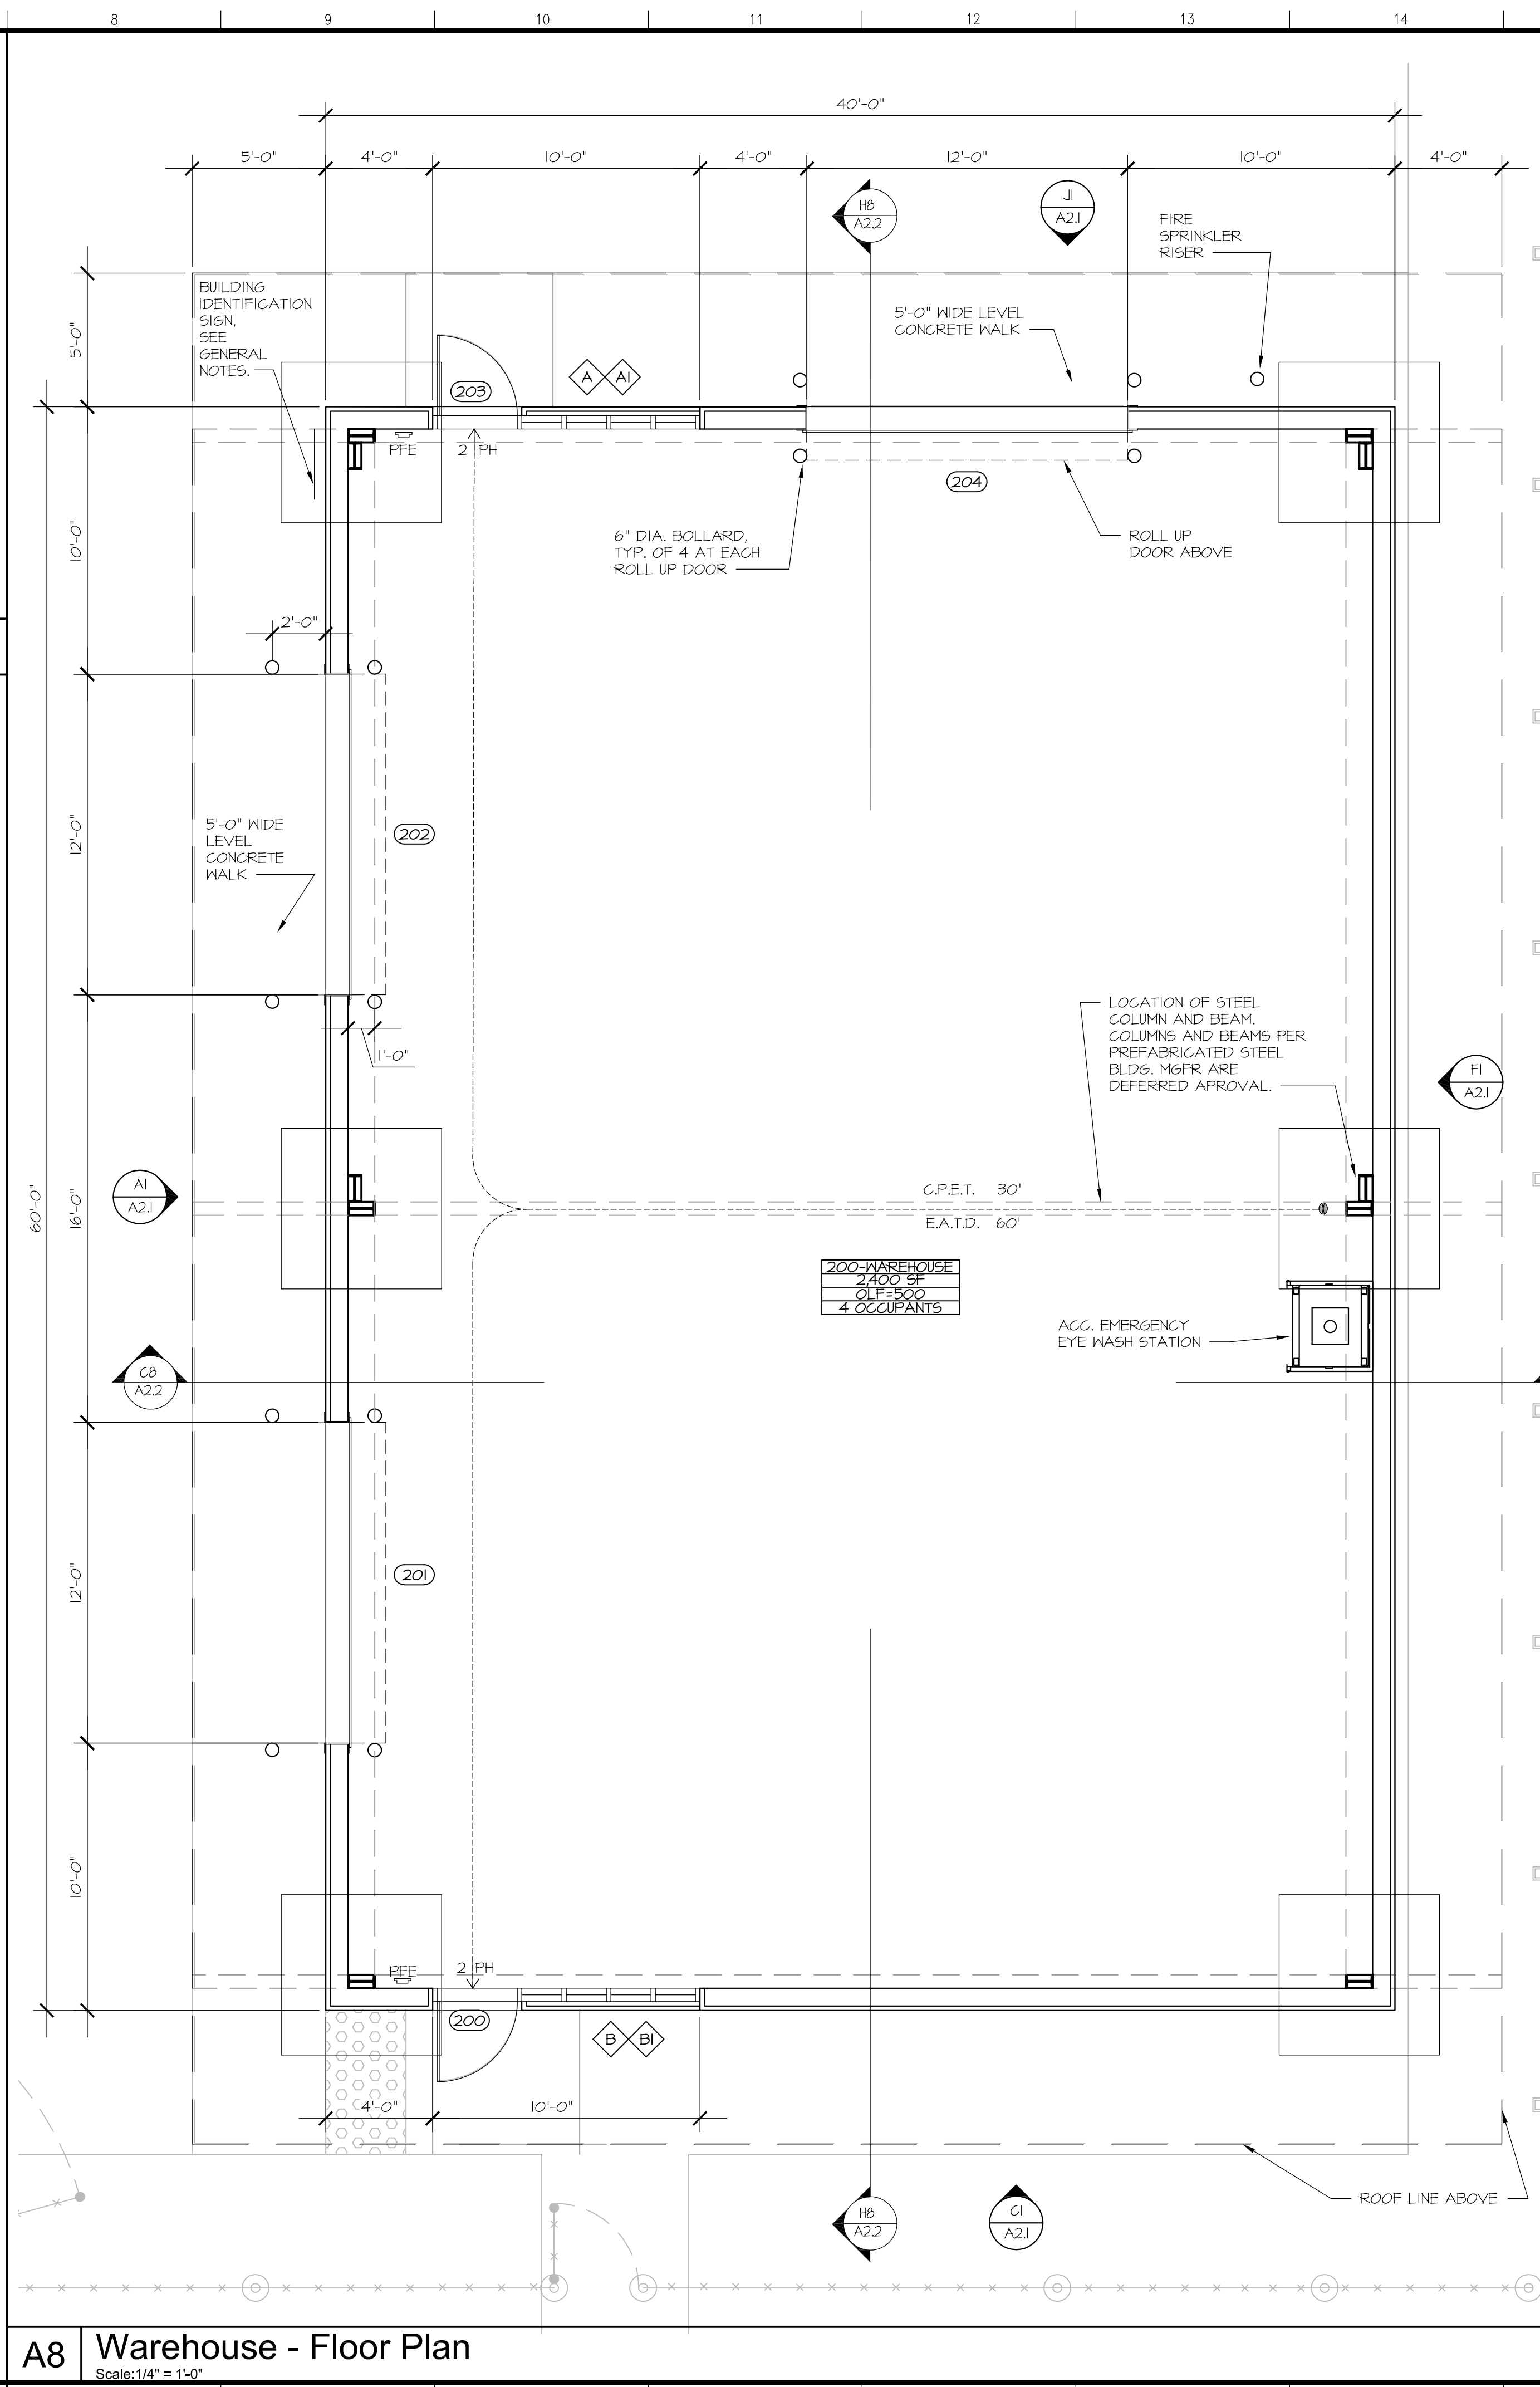 8 9 10 11 12 13 14
40'-0"
5'-0" 4'-0" 10'-0" 4'-0" 12'-0" 10'-0" 4'-0"
H8
A2.2
J1
A2.1
FIRE
SPRINKLER
RISER
BUILDING
IDENTIFICATION
SIGN,
SEE
GENERAL
NOTES.
5'-0" WIDE LEVEL
CONCRETE WALK
5'-0"
203
A A1
PFE
2 PH
204
6" DIA. BOLLARD,
TYP. OF 4 AT EACH
ROLL UP DOOR
ROLL UP
DOOR ABOVE
10'-0"
2'-0"
12'-0"
5'-0" WIDE
LEVEL
CONCRETE
WALK
202
1'-0"
LOCATION OF STEEL
COLUMN AND BEAM.
COLUMNS AND BEAMS PER
PREFABRICATED STEEL
BLDG. MGFR ARE
DEFERRED APROVAL.
F1
A2.1
A1
A2.1
60'-0"
16'-0"
C.P.E.T. 30'
E.A.T.D. 60'
200-WAREHOUSE
2,400 SF
OLF=500
4 OCCUPANTS
ACC. EMERGENCY
EYE WASH STATION
C8
A2.2
12'-0"
201
10'-0"
PFE
2 PH
200
B B1
4'-0" 10'-0"
H8
A2.2
C1
A2.1
ROOF LINE ABOVE
A8
Warehouse - Floor Plan
Scale:1/4" = 1'-0"